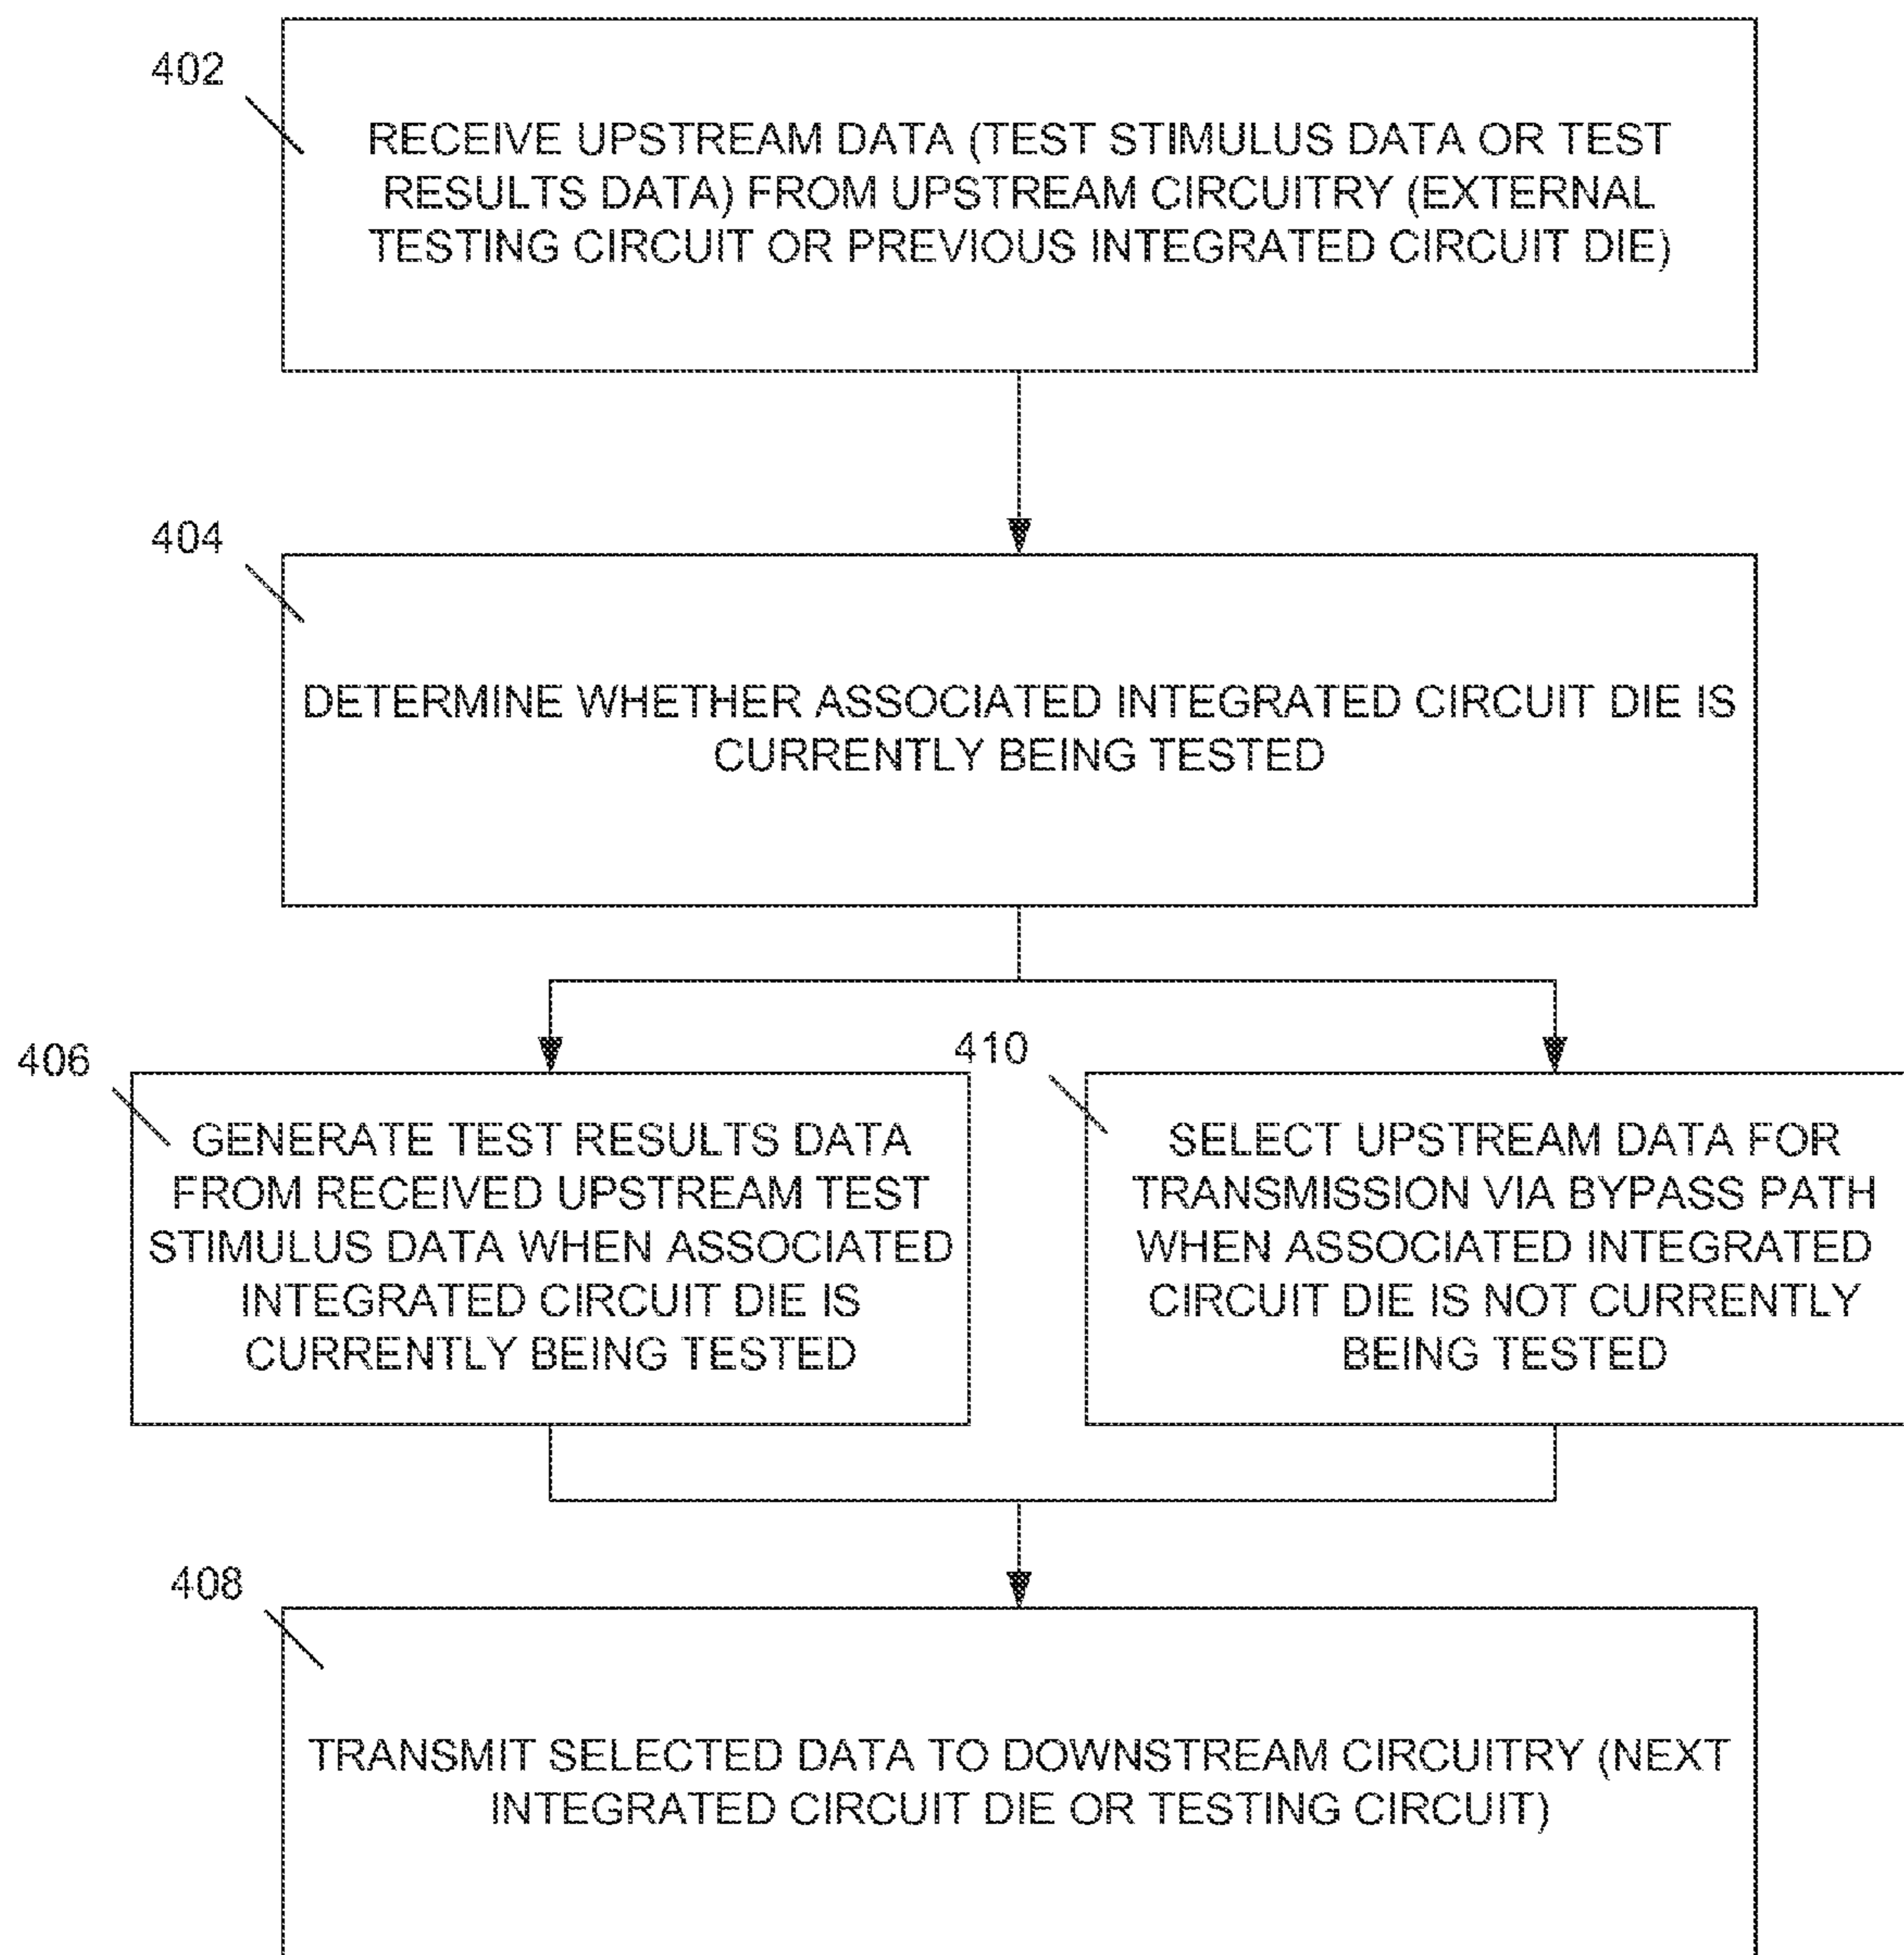 402
RECEIVE UPSTREAM DATA (TEST STIMULUS DATA OR TEST
RESULTS DATA) FROM UPSTREAM CIRCUITRY (EXTERNAL
TESTING CIRCUIT OR PREVIOUS INTEGRATED CIRCUIT DIE)
404
DETERMINE WHETHER ASSOCIATED INTEGRATED CIRCUIT DIE IS
CURRENTLY BEING TESTED
406
GENERATE TEST RESULTS DATA
FROM RECEIVED UPSTREAM TEST
STIMULUS DATA WHEN ASSOCIATED
INTEGRATED CIRCUIT DIE IS
CURRENTLY BEING TESTED
410
SELECT UPSTREAM DATA FOR
TRANSMISSION VIA BYPASS PATH
WHEN ASSOCIATED INTEGRATED
CIRCUIT DIE IS NOT CURRENTLY
BEING TESTED
408
TRANSMIT SELECTED DATA TO DOWNSTREAM CIRCUITRY (NEXT
INTEGRATED CIRCUIT DIE OR TESTING CIRCUIT)